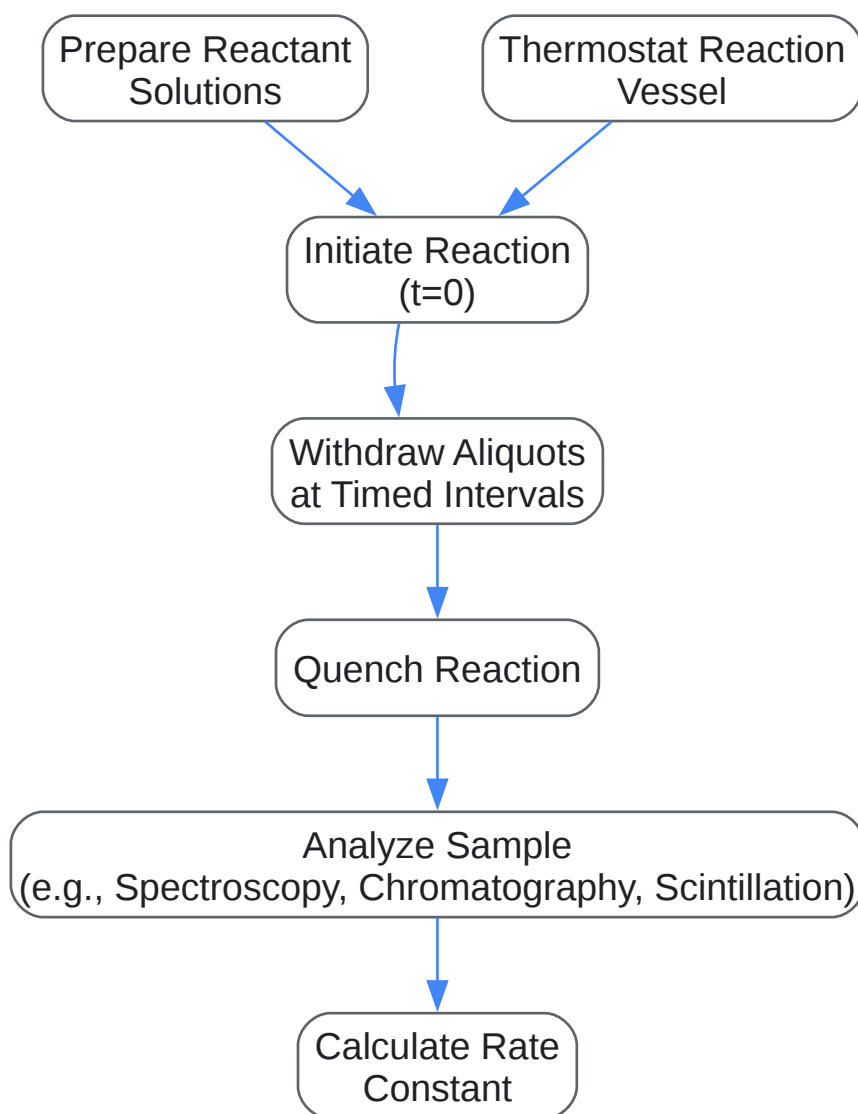 Prepare Reactant
Solutions
Thermostat Reaction
Vessel
Initiate Reaction
(t=0)
Withdraw Aliquots
at Timed Intervals
Quench Reaction
Analyze Sample
(e.g., Spectroscopy, Chromatography, Scintillation)
Calculate Rate
Constant